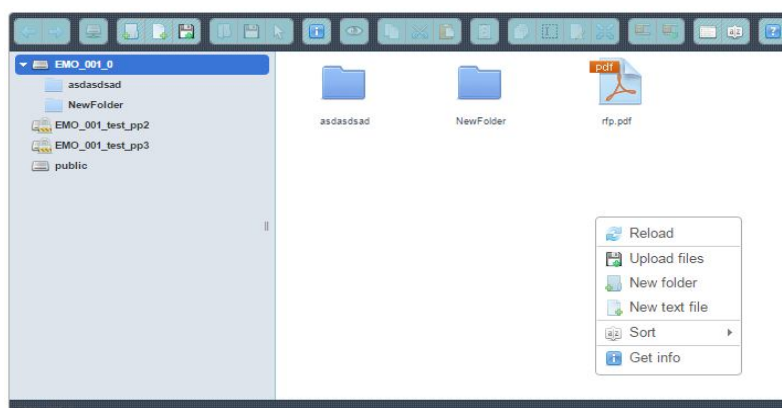 EMO_001_0
asdasdsad
NewFolder
EMO_001_test_pp2
EMO_001_test_pp3
public
pdf
asdasdsad
NewFolder
rfp.pdf
Reload
Upload files
New folder
New text file
Sort
Get info